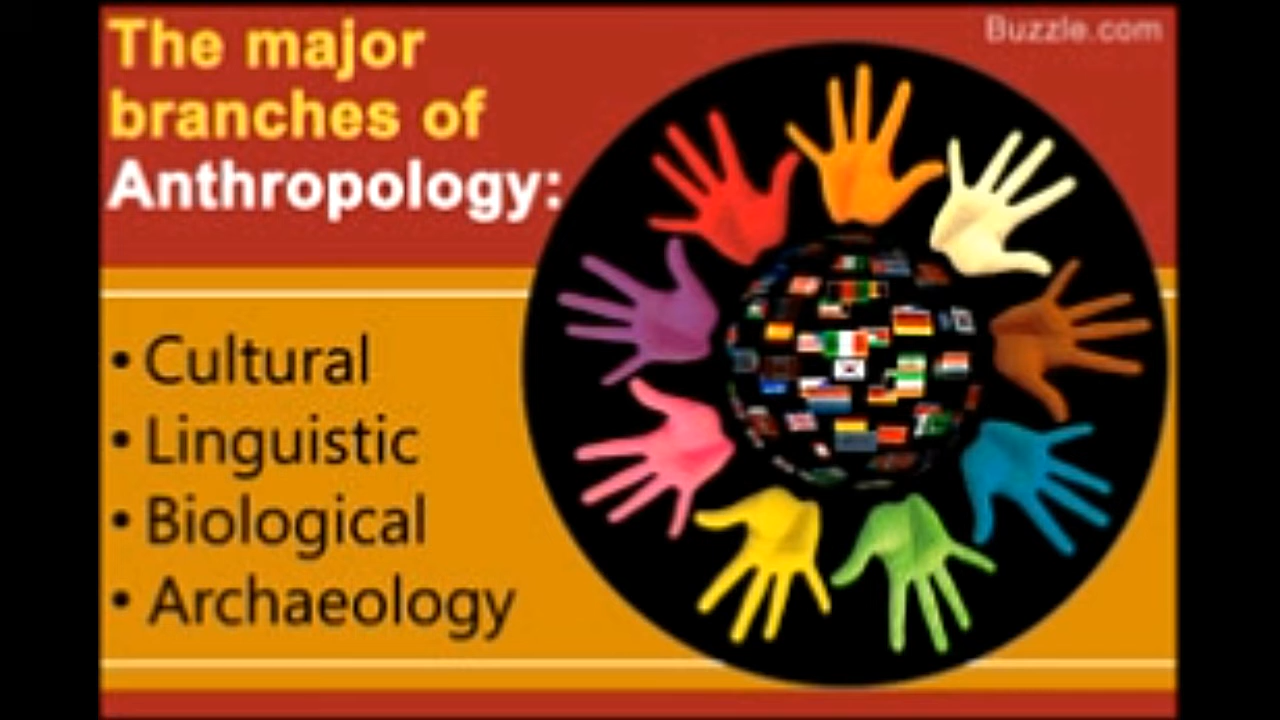 The major
branches of
Anthropology:
Buzzle.com
• Cultural
• Linguistic
• Biological
• Archaeology